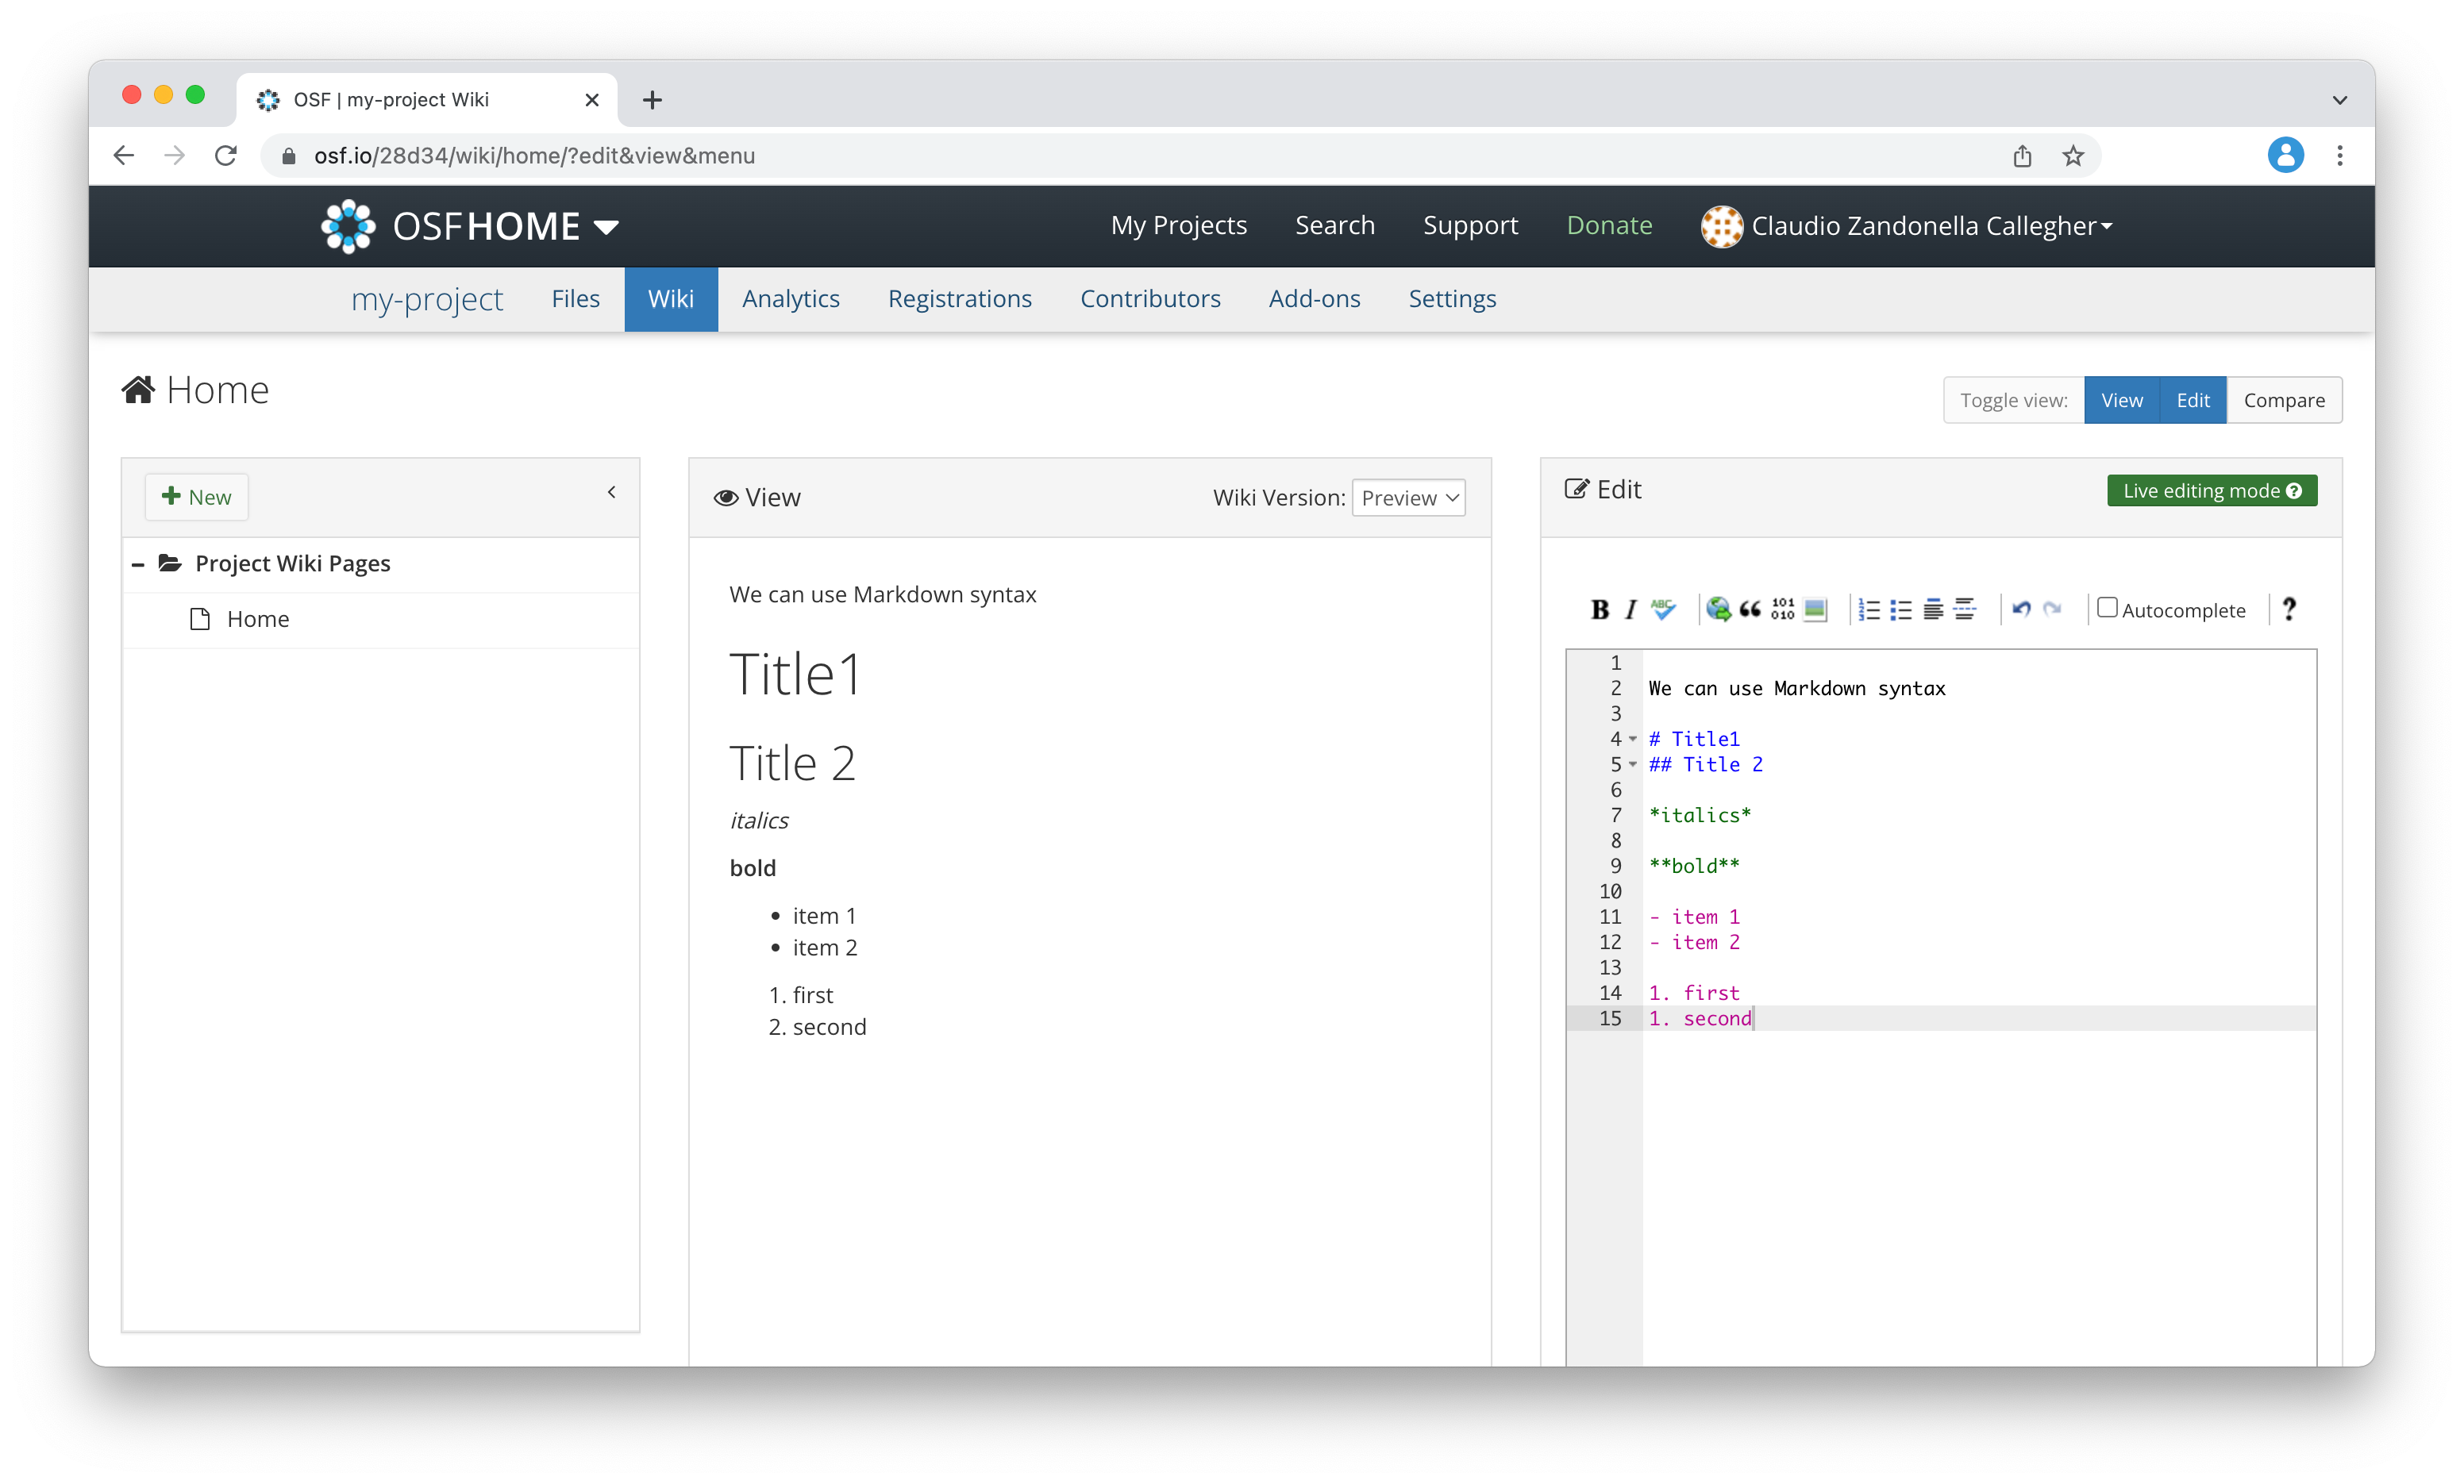 OSF | my-project Wiki
osf.io/28d34/wiki/home/?edit&view&menu
OSFHOME
My Projects
Search
Support
Donate
Claudio Zandonella Callegher
my-project
Files
Wiki
Analytics
Registrations
Contributors
Add-ons
Settings
Home
Toggle view:
View
Edit
Compare
New
Project Wiki Pages
Home
View
Wiki Version: Preview
We can use Markdown syntax
Title1
Title 2
italics
bold
• item 1
• item 2
1. first
2. second
Edit
Live editing mode ?
B I ABC
101
010
Autocomplete
?
1
2 We can use Markdown syntax
3
4 # Title1
5 ## Title 2
6
7 *italics*
8
9 **bold**
10
11 - item 1
12 - item 2
13
14 1. first
15 1. second